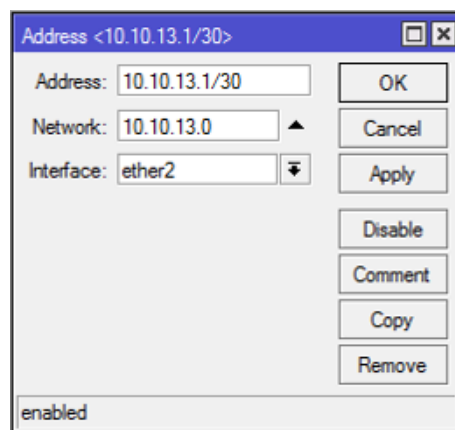 Address <10.10.13.1/30>
Address: 10.10.13.1/30
OK
Network: 10.10.13.0
Cancel
Interface: ether2
Apply
Disable
Comment
Copy
Remove
enabled